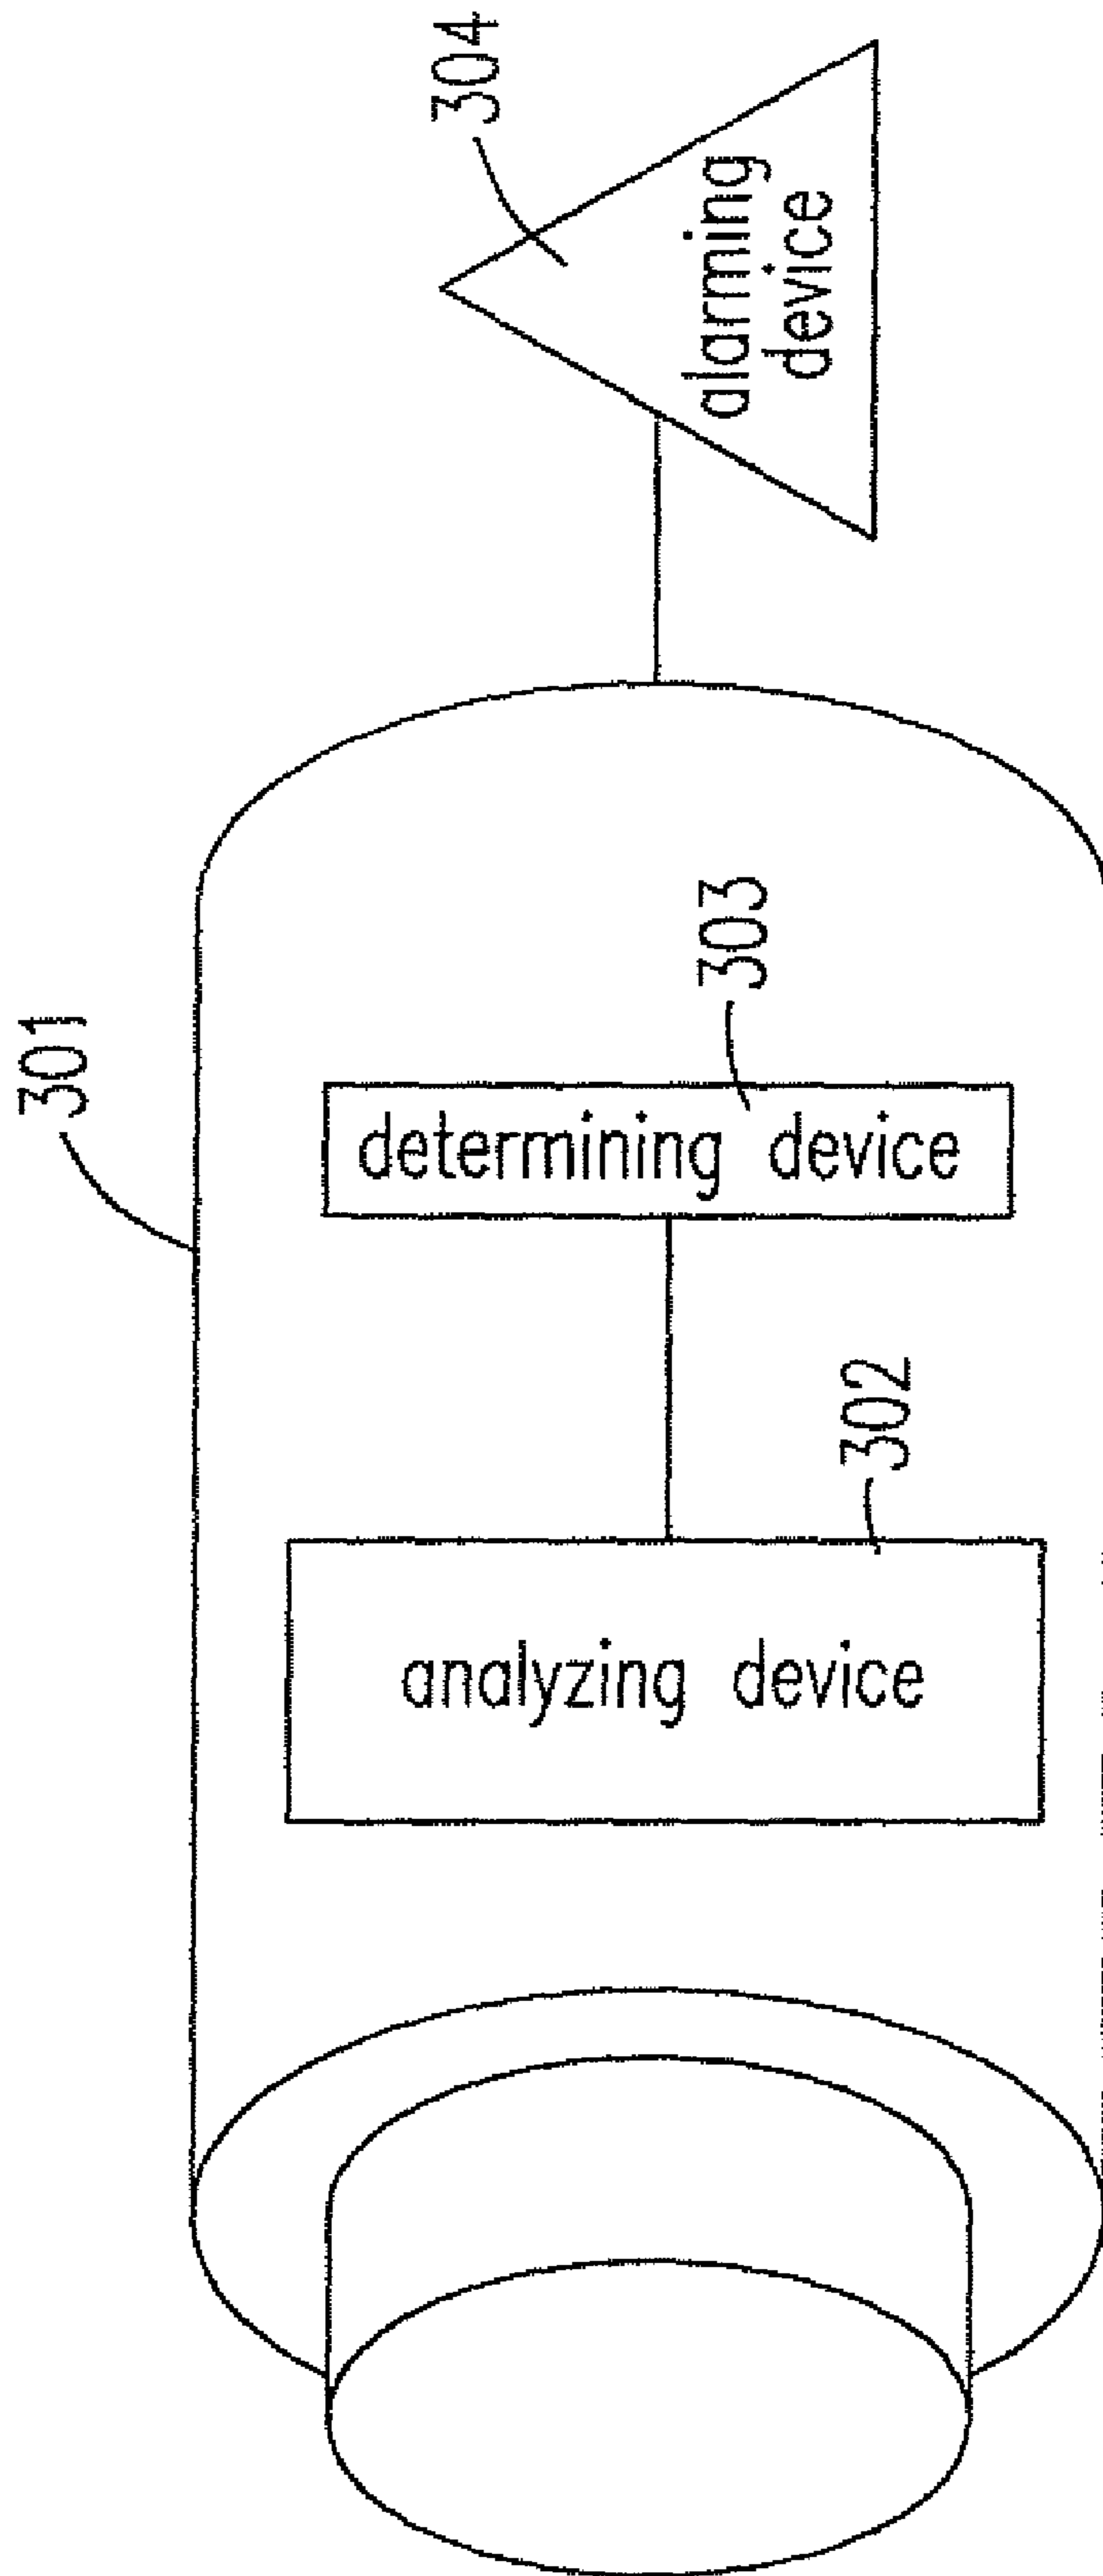 301
304
alarming
device
303
determining device
302
analyzing device